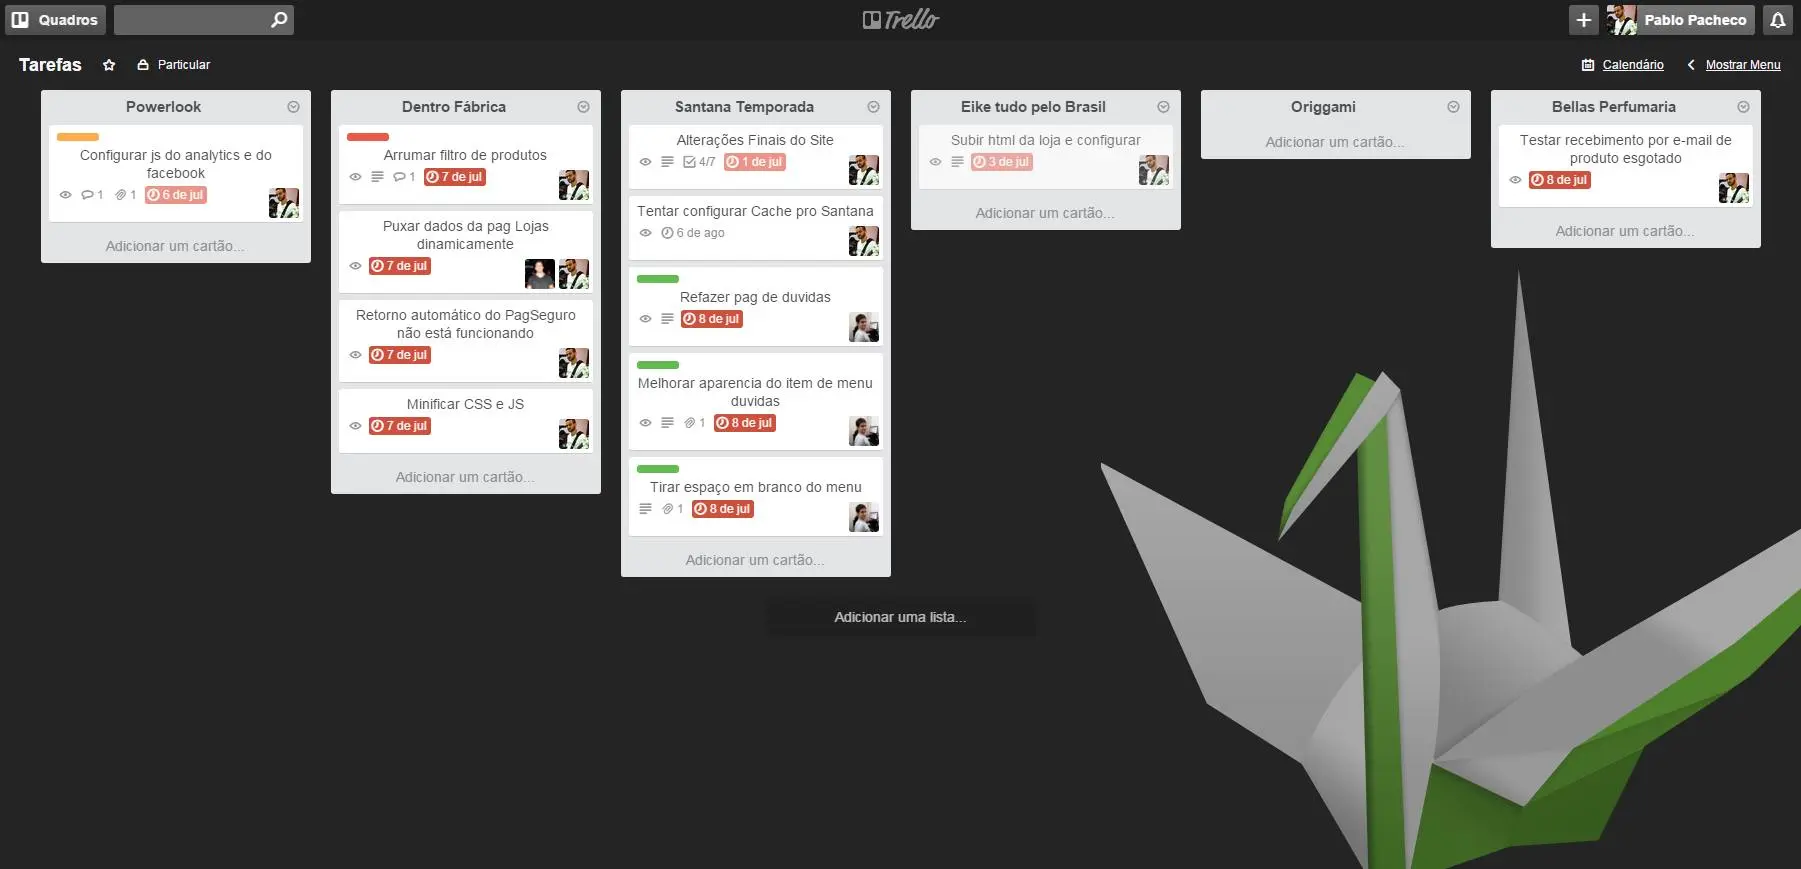 Quadros
Trello
Pablo Pacheco
Tarefas
Particular
Calendário
Mostrar Menu
Powerlook
Configurar js do analytics e do
facebook
1 1 6 de jul
Adicionar um cartão...
Dentro Fábrica
Arrumar filtro de produtos
1 7 de jul
Puxar dados da pag Lojas
dinamicamente
7 de jul
Retorno automático do PagSeguro
não está funcionando
7 de jul
Minificar CSS e JS
7 de jul
Adicionar um cartão...
Santana Temporada
Alterações Finais do Site
4/7 1 de jul
Tentar configurar Cache pro Santana
6 de ago
Refazer pag de duvidas
8 de jul
Melhorar aparencia do item de menu
duvidas
1 8 de jul
Tirar espaço em branco do menu
1 8 de jul
Adicionar um cartão...
Eike tudo pelo Brasil
Subir html da loja e configurar
3 de jul
Adicionar um cartão...
Origgami
Adicionar um cartão...
Bellas Perfumaria
Testar recebimento por e-mail de
produto esgotado
8 de jul
Adicionar um cartão...
Adicionar uma lista...